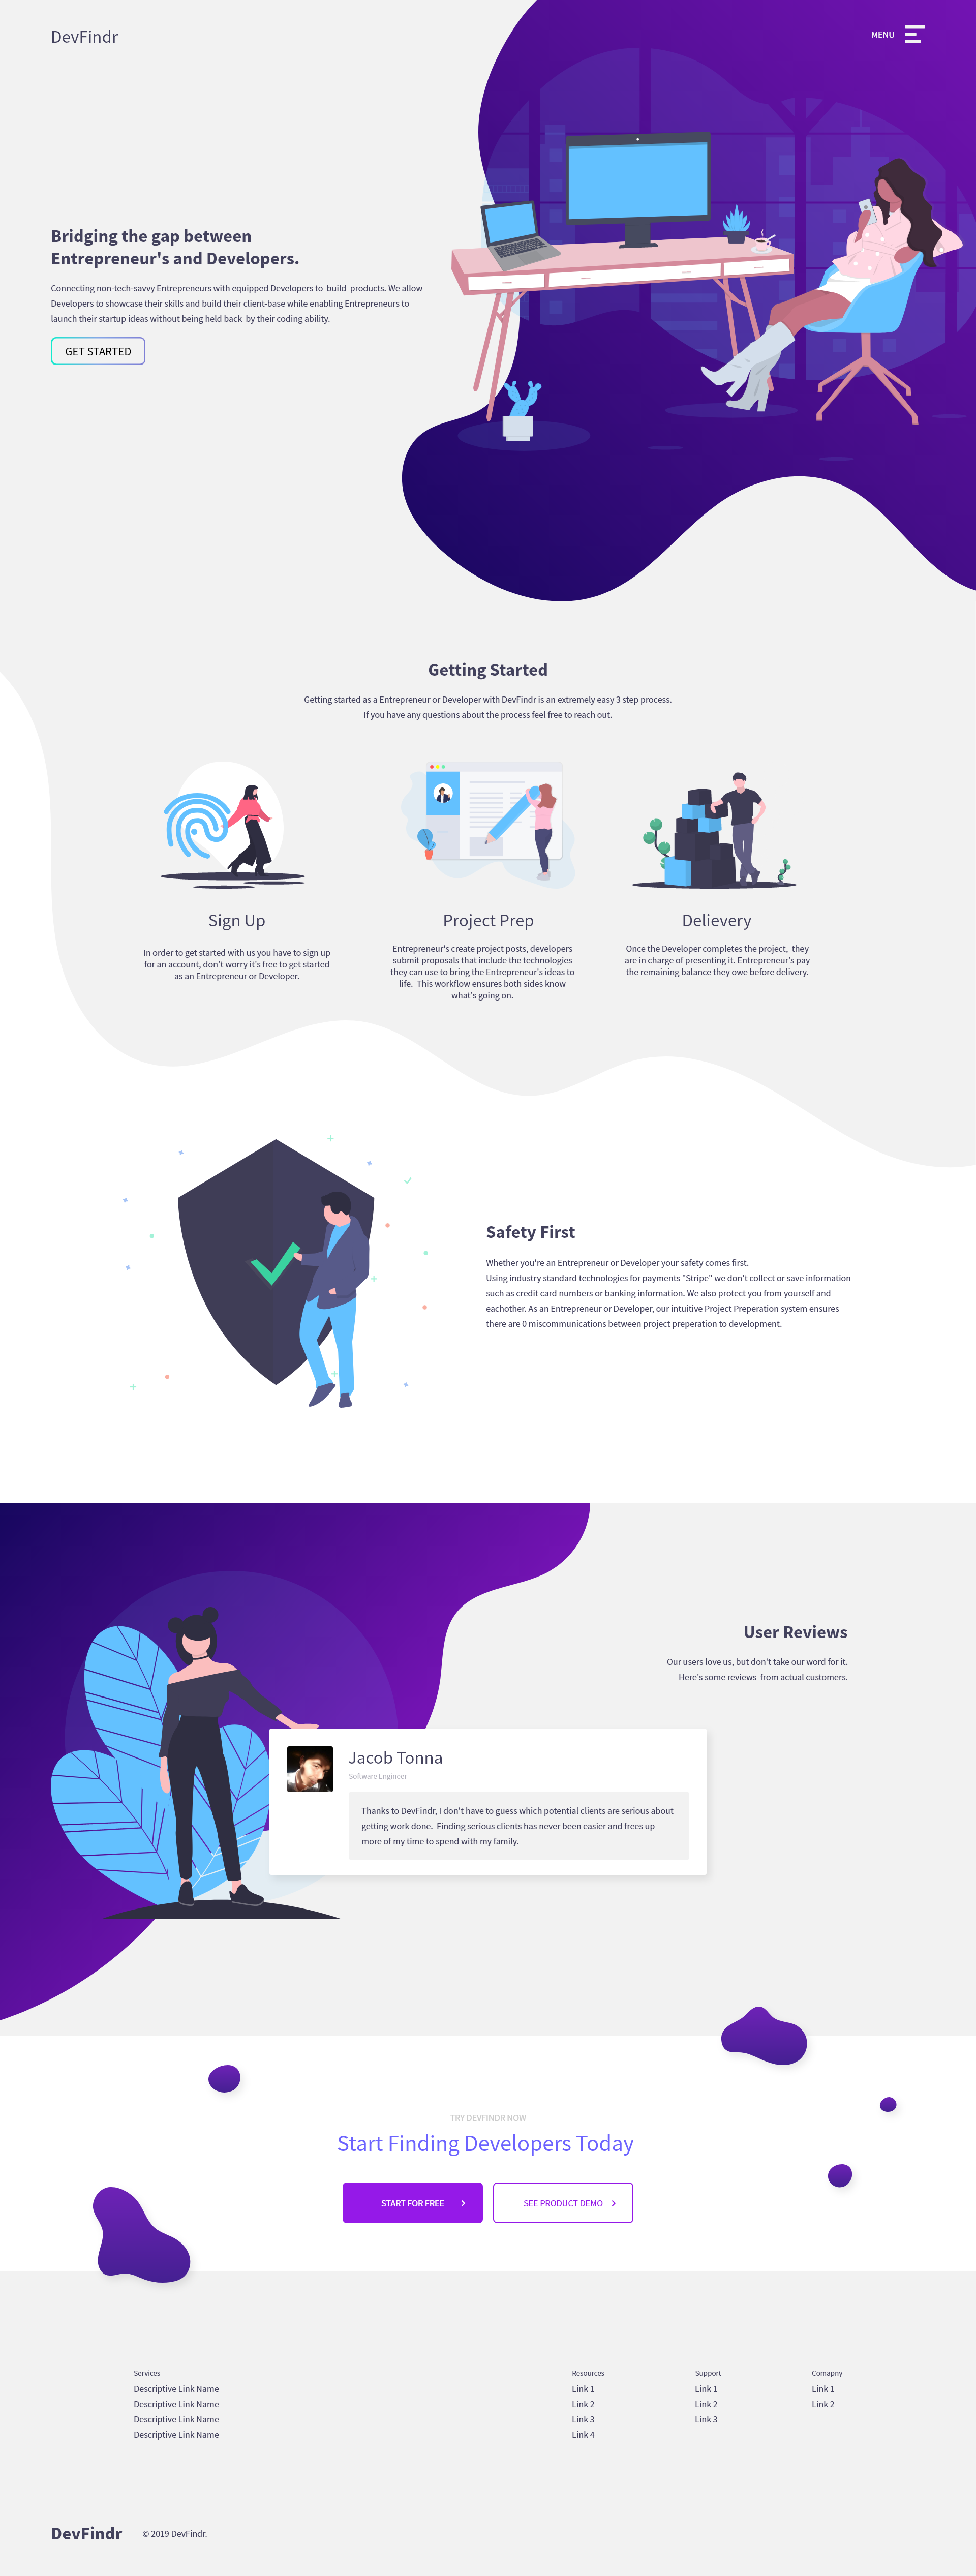 DevFindr
MENU
Bridging the gap between
Entrepreneur's and Developers.
Connecting non-tech-savvy Entrepreneurs with equipped Developers to build products. We allow
Developers to showcase their skills and build their client-base while enabling Entrepreneurs to
launch their startup ideas without being held back by their coding ability.
GET STARTED
Getting Started
Getting started as a Entrepreneur or Developer with DevFindr is an extremely easy 3 step process.
If you have any questions about the process feel free to reach out.
Sign Up
In order to get started with us you have to sign up
for an account, don't worry it's free to get started
as an Entrepreneur or Developer.
Project Prep
Entrepreneur's create project posts, developers
submit proposals that include the technologies
they can use to bring the Entrepreneur's ideas to
life. This workflow ensures both sides know
what's going on.
Delievery
Once the Developer completes the project, they
are in charge of presenting it. Entrepreneur's pay
the remaining balance they owe before delivery.
Safety First
Whether you're an Entrepreneur or Developer your safety comes first.
Using industry standard technologies for payments "Stripe" we don't collect or save information
such as credit card numbers or banking information. We also protect you from yourself and
eachother. As an Entrepreneur or Developer, our intuitive Project Preperation system ensures
there are 0 miscommunications between project preperation to development.
User Reviews
Our users love us, but don't take our word for it.
Here's some reviews from actual customers.
Jacob Tonna
Software Engineer
Thanks to DevFindr, I don't have to guess which potential clients are serious about
getting work done. Finding serious clients has never been easier and frees up
more of my time to spend with my family.
TRY DEVFINDR NOW
Start Finding Developers Today
START FOR FREE
SEE PRODUCT DEMO
Services
Descriptive Link Name
Descriptive Link Name
Descriptive Link Name
Descriptive Link Name
Resources
Link 1
Link 2
Link 3
Link 4
Support
Link 1
Link 2
Link 3
Comapny
Link 1
Link 2
DevFindr
© 2019 DevFindr.